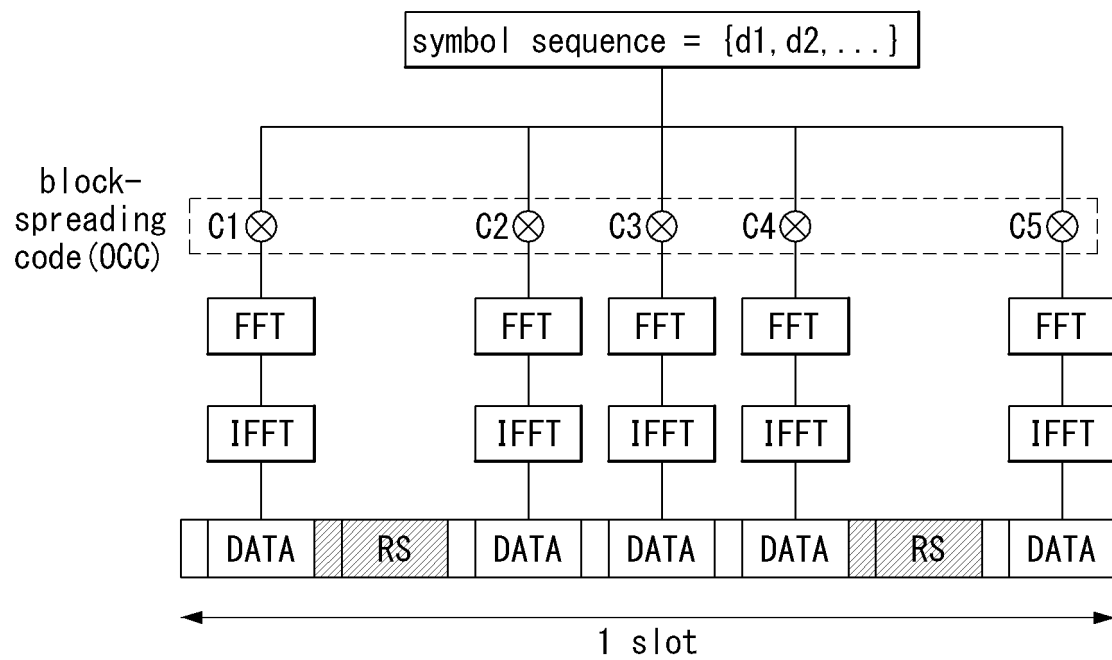 symbol sequence = {d1,d2,...}
block-
spreading
code(OCC)
C1 C2 C3 C4 C5
FFT FFT FFT FFT FFT
IFFT IFFT IFFT IFFT IFFT
DATA RS DATA DATA DATA RS DATA
1 slot